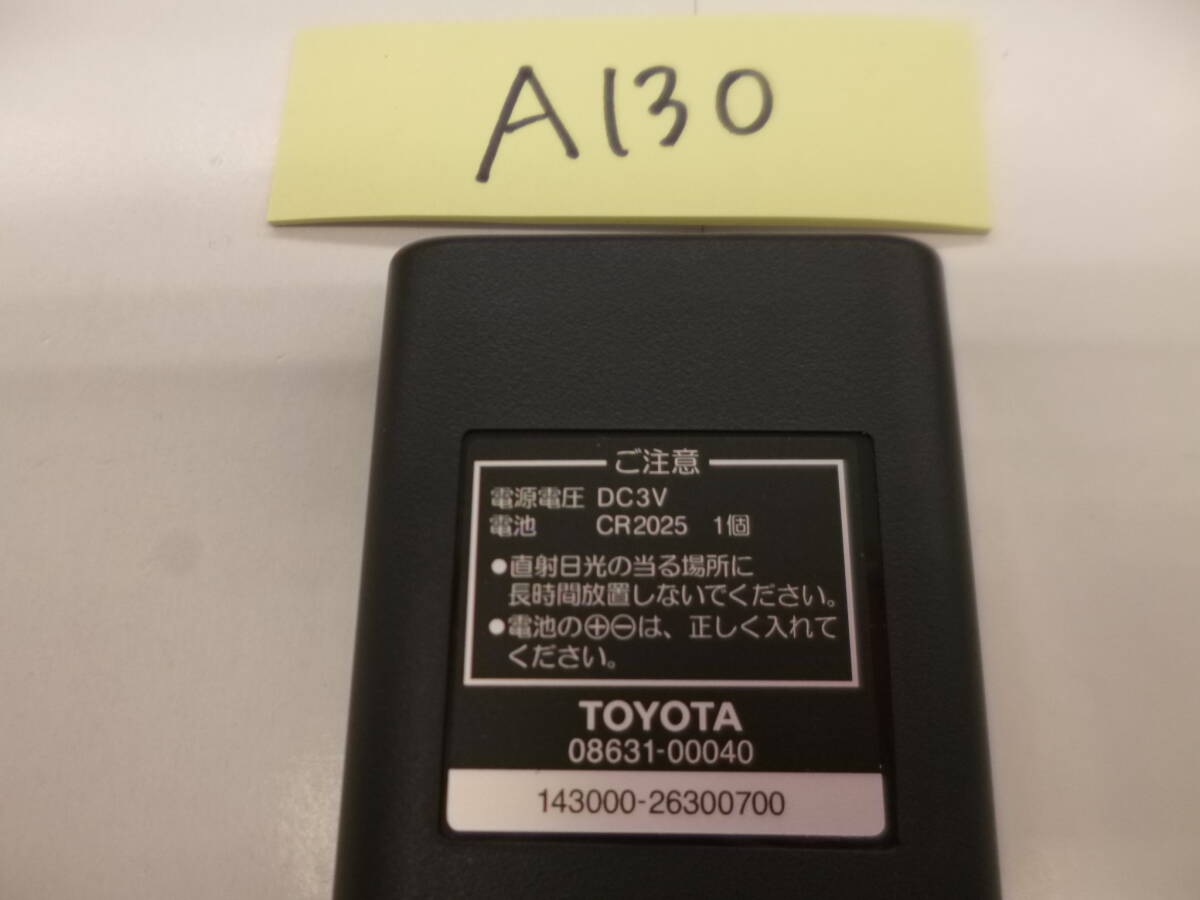 A130
ご注意
電源電圧 DC3V
電池 CR2025 1個
●直射日光の当る場所に
長時間放置しないでください。
●電池の⊕⊖は、正しく入れて
ください。
TOYOTA
08631-00040
143000-26300700